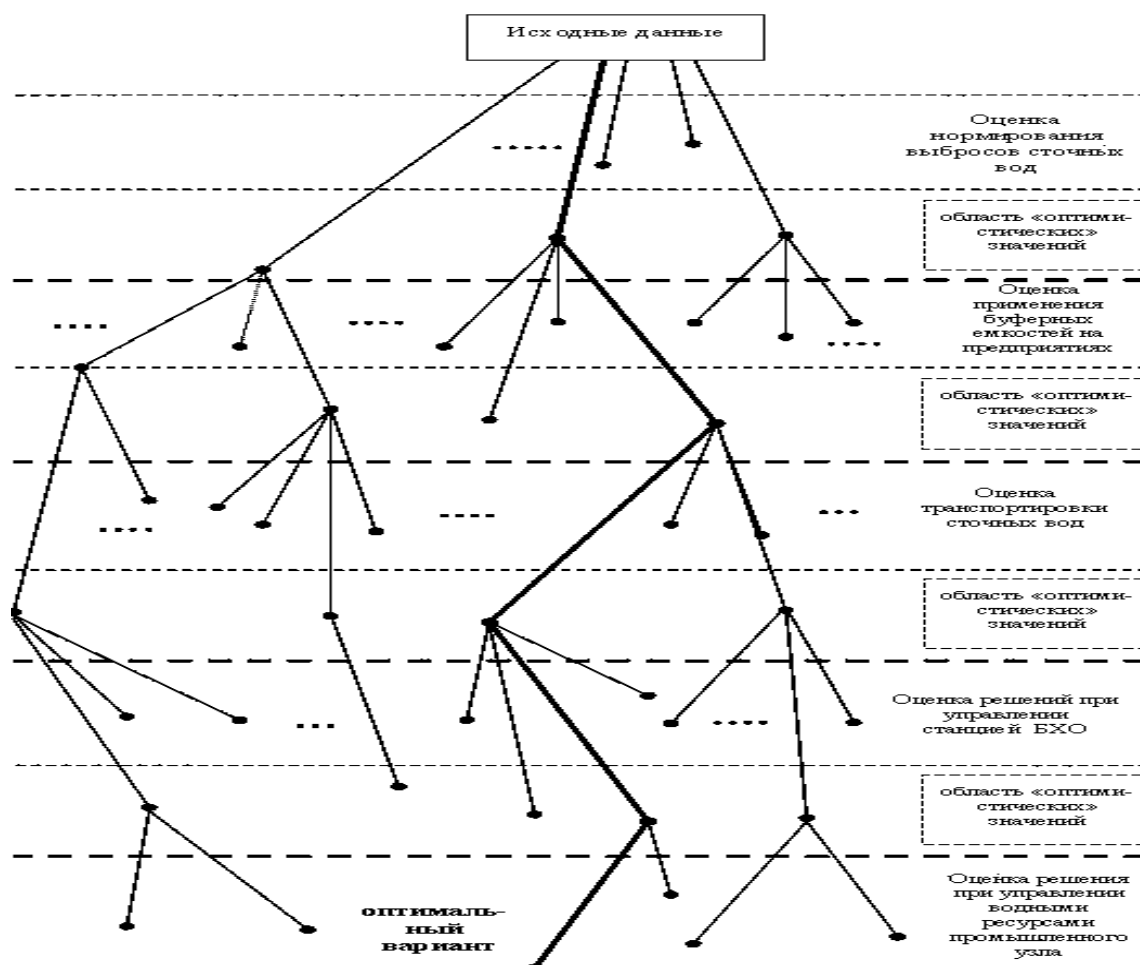 Исходные данные
Оценка
нормирования
выбросов сточных
вод
область «оптими-
стических»
значений
Оценка
применения
буферных
емкостей на
предприятиях
область «оптими-
стических»
значений
Оценка
транспортировки
сточных вод
область «оптими-
стических»
значений
Оценка решений при
управлении
станцией БХО
область «оптими-
стических»
значений
Оценка решения
при управлении
водными
ресурсами
промышленного
узла
оптималь-
ный
вариант